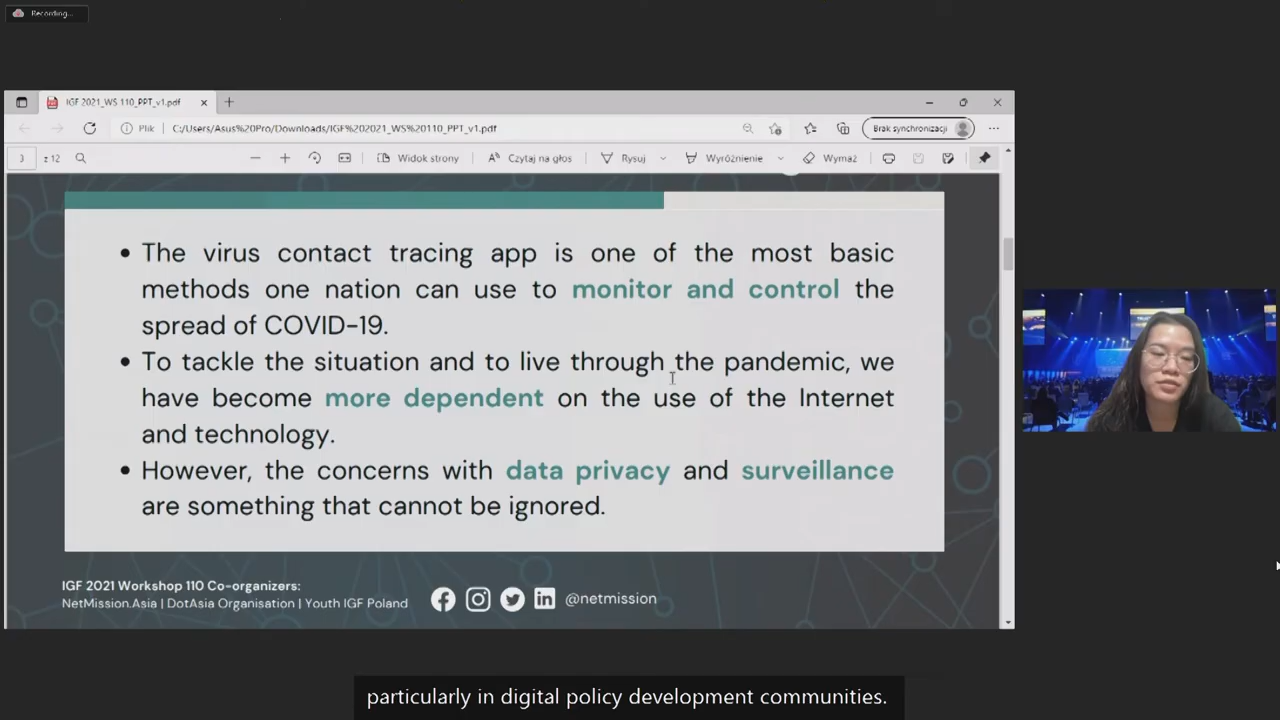 Recording...
IGF 2021_WS 110_PPT_v1.pdf
Plik C:/Users/Asus%20Pro/Downloads/IGF%202021_WS%20110_PPT_v1.pdf Brak synchronizacji
3 z 12 Widok strony Czytaj na głos Rysuj Wyróżnienie Wymaż
• The virus contact tracing app is one of the most basic
methods one nation can use to monitor and control the
spread of COVID-19.
• To tackle the situation and to live through the pandemic, we
have become more dependent on the use of the Internet
and technology.
• However, the concerns with data privacy and surveillance
are something that cannot be ignored.
IGF 2021 Workshop 110 Co-organizers:
NetMission.Asia | DotAsia Organisation | Youth IGF Poland
@netmission
particularly in digital policy development communities.